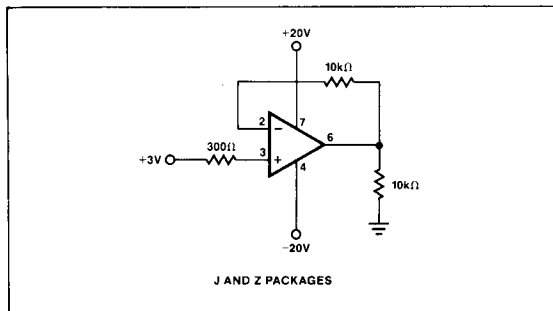 +20V
10kΩ
2
−
7
6
300Ω
3
+
+3V
4
10kΩ
−20V
J AND Z PACKAGES